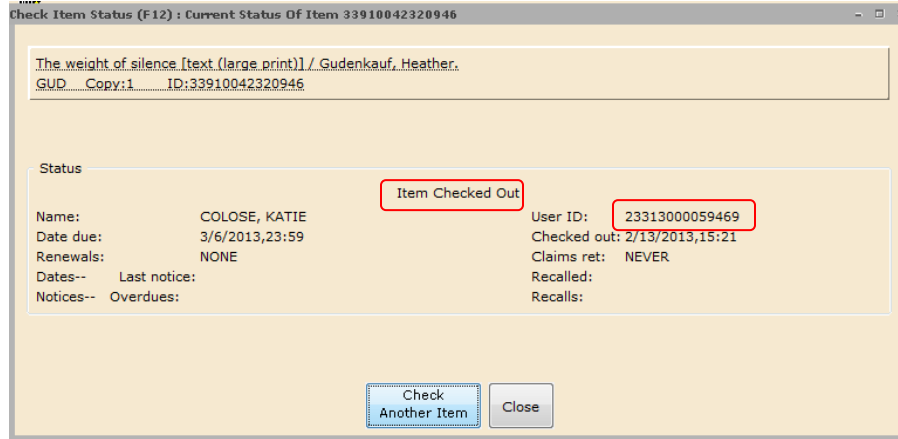 Check Item Status (F12) : Current Status Of Item 33910042320946
The weight of silence [text (large print)] / Gudenkauf, Heather.
GUD Copy:1 ID:33910042320946
Status
Item Checked Out
Name: COLOSE, KATIE User ID: 23313000059469
Date due: 3/6/2013,23:59 Checked out: 2/13/2013,15:21
Renewals: NONE Claims ret: NEVER
Dates-- Last notice: Recalled:
Notices-- Overdues: Recalls:
Check
Another Item
Close